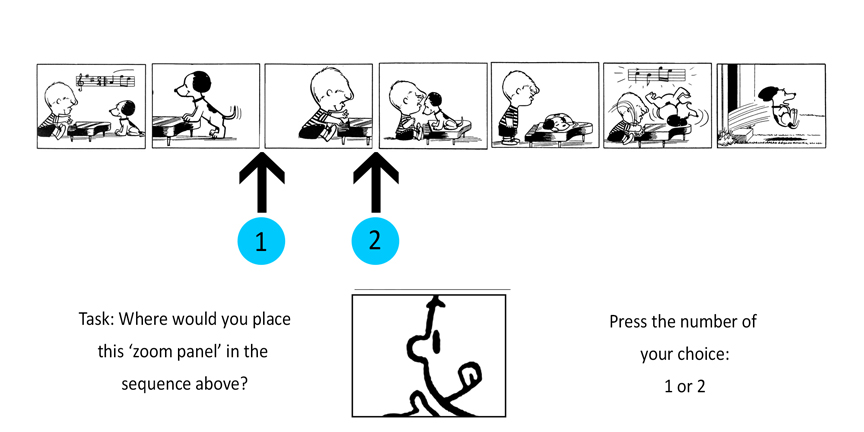 1
2
Task: Where would you place
this ‘zoom panel’ in the
sequence above?
Press the number of
your choice:
1 or 2